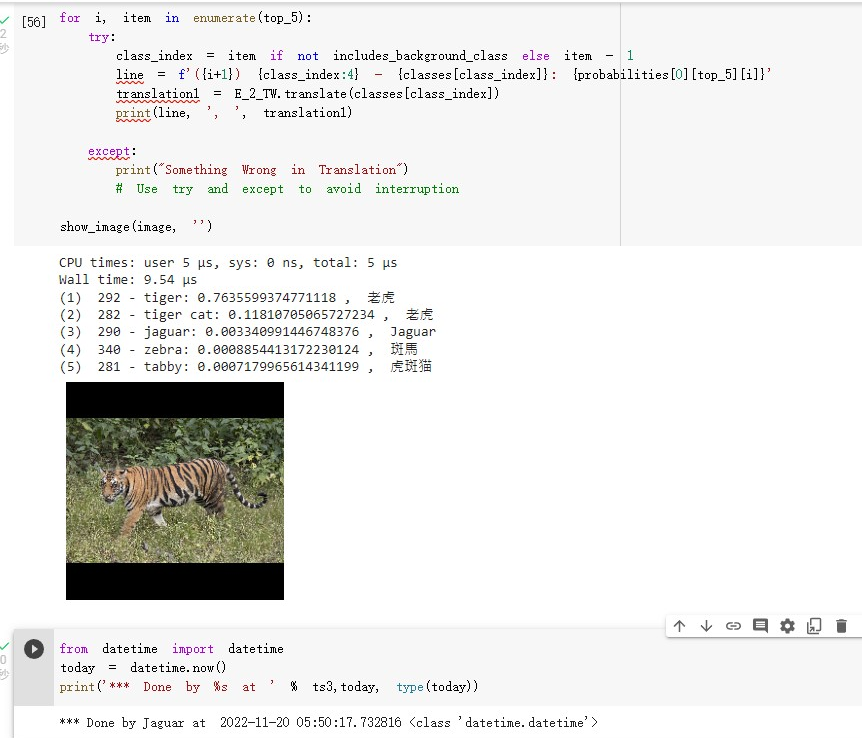 [56] for i, item in enumerate(top_5):
try:
class_index = item if not includes_background_class else item - 1
line = f'({i+1}) {class_index:4} - {classes[class_index]}: {probabilities[0][top_5][i]}'
translation1 = E_2_TW.translate(classes[class_index])
print(line, ', ', translation1)
except:
print("Something Wrong in Translation")
# Use try and except to avoid interruption
show_image(image, '')
2
秒
CPU times: user 5 µs, sys: 0 ns, total: 5 µs
Wall time: 9.54 µs
(1) 292 - tiger: 0.7635599374771118 , 老虎
(2) 282 - tiger cat: 0.11810705065727234 , 老虎
(3) 290 - jaguar: 0.003340991446748376 , Jaguar
(4) 340 - zebra: 0.0008854413172230124 , 斑馬
(5) 281 - tabby: 0.0007179965614341199 , 虎斑猫
from datetime import datetime
today = datetime.now()
print('*** Done by %s at ' % ts3,today, type(today))
0
秒
*** Done by Jaguar at 2022-11-20 05:50:17.732816 <class 'datetime.datetime'>